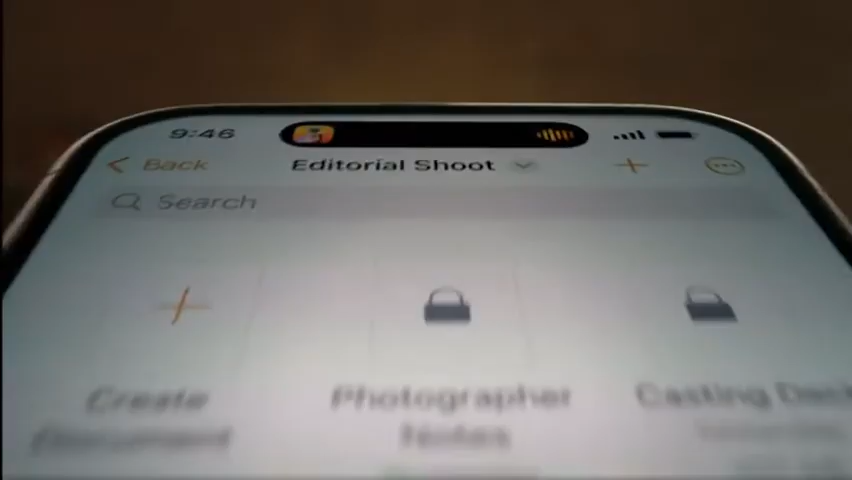 9:46
Back
Editorial Shoot
Search
Create
Document
Photographer
Notes
Casting Deck